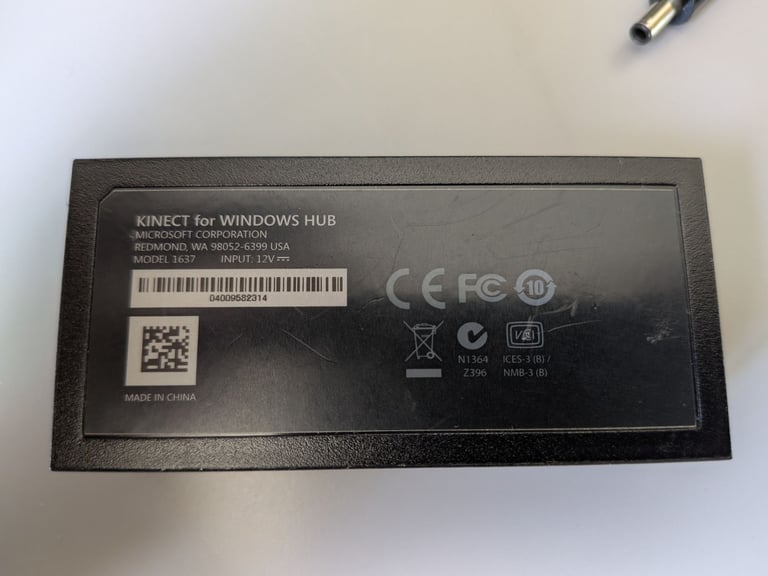 KINECT for WINDOWS HUB
MICROSOFT CORPORATION
REDMOND, WA 98052-6399 USA
MODEL 1637 INPUT: 12V ⎓
04009582314
CE FC 10
N1364
Z396
ICES-3 (B) /
NMB-3 (B)
MADE IN CHINA